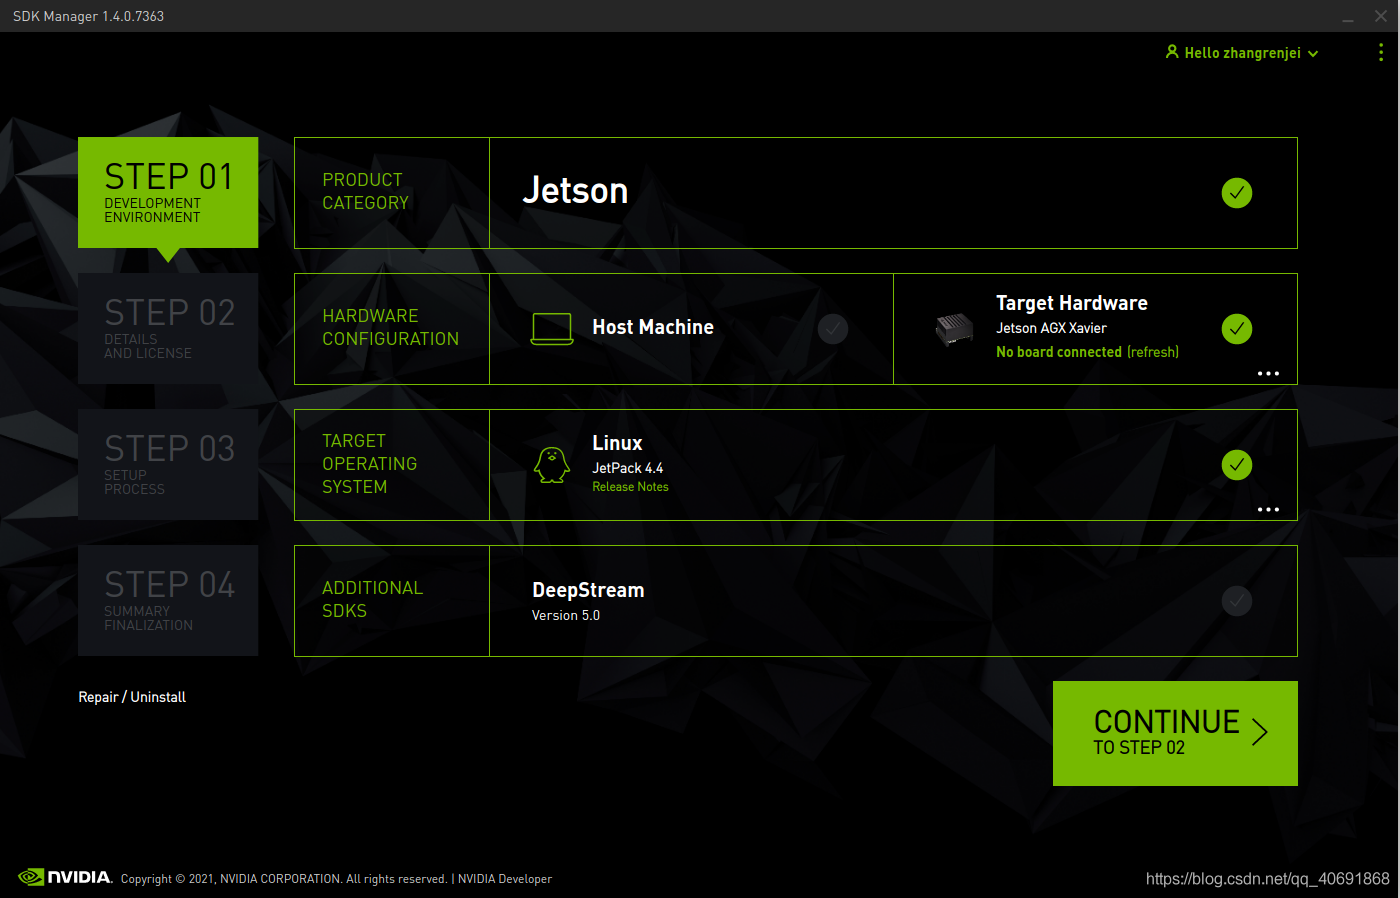 SDK Manager 1.4.0.7363
Hello zhangrenjei
STEP 01
DEVELOPMENT
ENVIRONMENT
PRODUCT
CATEGORY
Jetson
STEP 02
DETAILS
AND LICENSE
HARDWARE
CONFIGURATION
Host Machine
Target Hardware
Jetson AGX Xavier
No board connected (refresh)
STEP 03
SETUP
PROCESS
TARGET
OPERATING
SYSTEM
Linux
JetPack 4.4
Release Notes
STEP 04
SUMMARY
FINALIZATION
ADDITIONAL
SDKS
DeepStream
Version 5.0
Repair / Uninstall
CONTINUE
TO STEP 02
NVIDIA. Copyright © 2021, NVIDIA CORPORATION. All rights reserved. | NVIDIA Developer
https://blog.csdn.net/qq_40691868